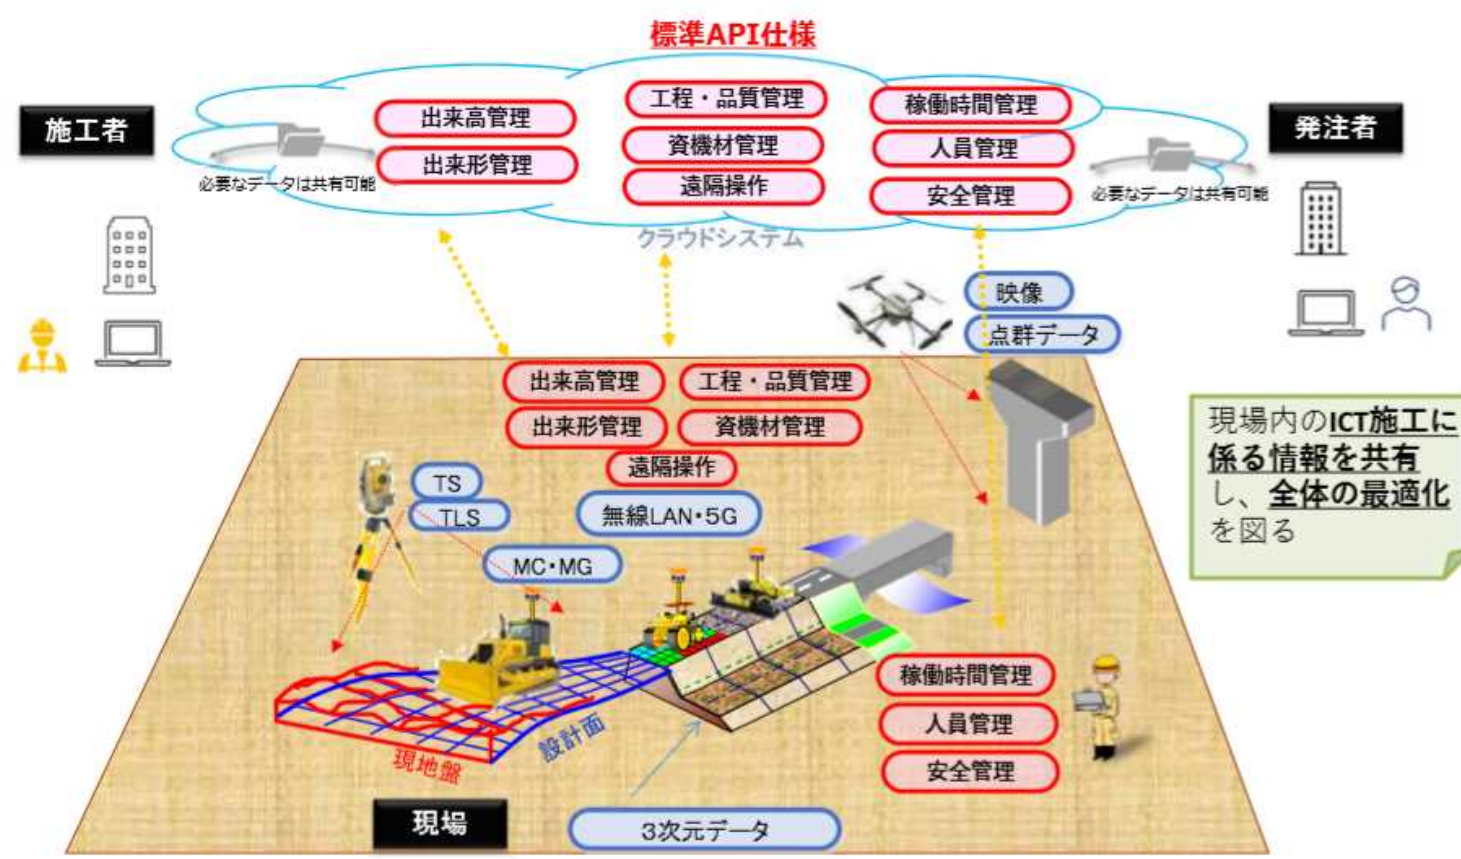 標準API仕様
施工者
発注者
出来高管理
出来形管理
工程・品質管理
資機材管理
遠隔操作
稼働時間管理
人員管理
安全管理
必要なデータは共有可能
必要なデータは共有可能
クラウドシステム
映像
点群データ
出来高管理
工程・品質管理
出来形管理
資機材管理
遠隔操作
TS
TLS
無線LAN・5G
MC・MG
現場内のICT施工に
係る情報を共有
し、全体の最適化
を図る
稼働時間管理
人員管理
安全管理
設計面
現地盤
現場
3次元データ